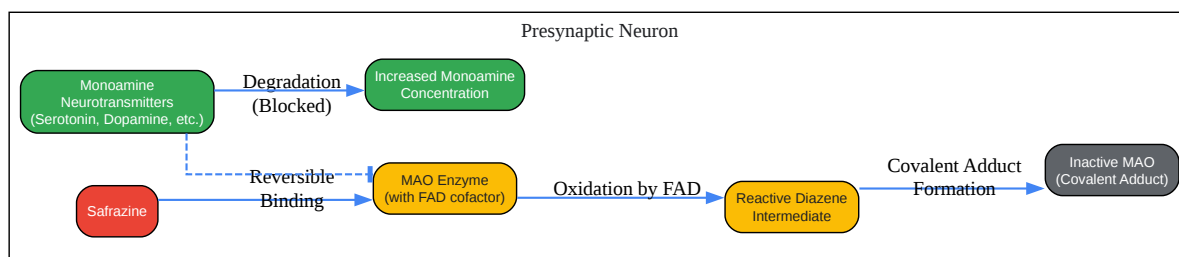 Presynaptic Neuron
Monoamine
Neurotransmitters
(Serotonin, Dopamine, etc.)
Degradation
(Blocked)
Increased Monoamine
Concentration
Safrazine
Reversible
Binding
MAO Enzyme
(with FAD cofactor)
Oxidation by FAD
Reactive Diazene
Intermediate
Covalent Adduct
Formation
Inactive MAO
(Covalent Adduct)